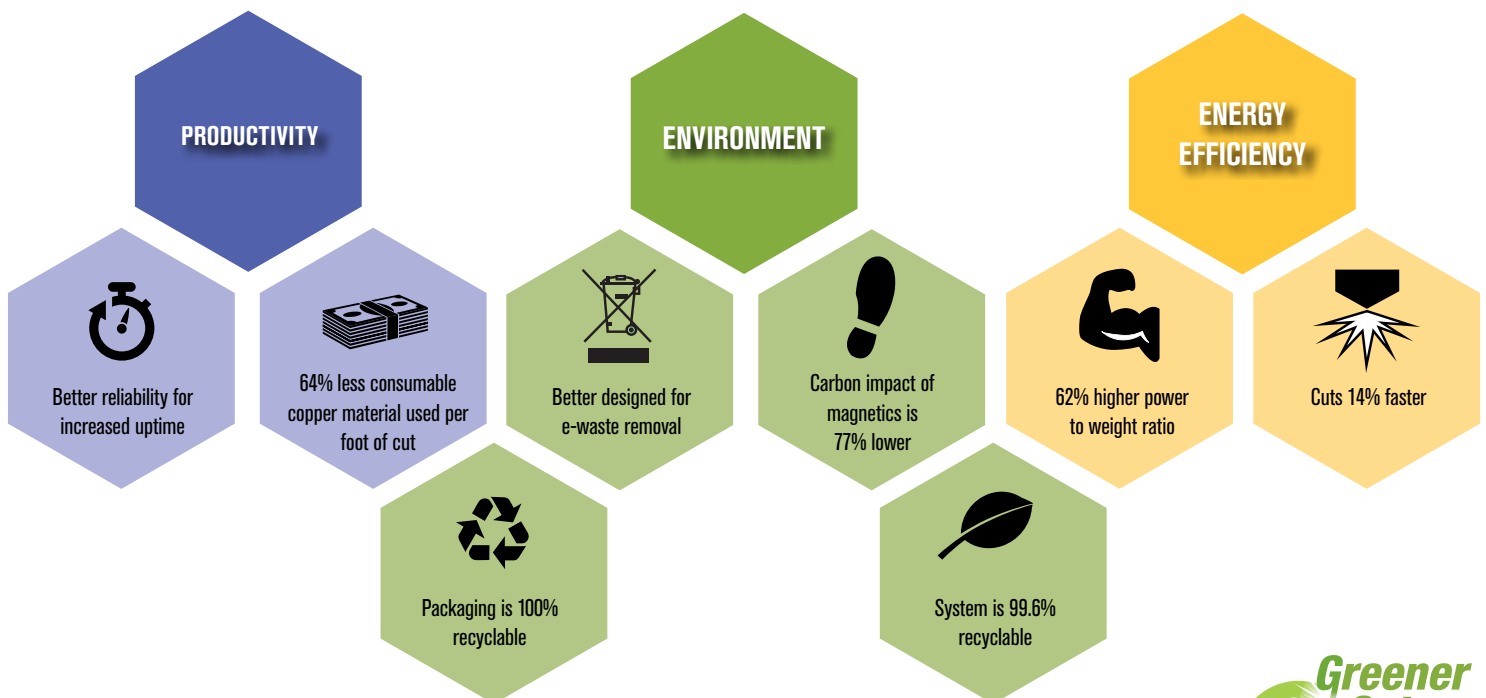 PRODUCTIVITY
ENVIRONMENT
ENERGY
EFFICIENCY
Better reliability for
increased uptime
64% less consumable
copper material used per
foot of cut
Better designed for
e-waste removal
Carbon impact of
magnetics is
77% lower
62% higher power
to weight ratio
Cuts 14% faster
Packaging is 100%
recyclable
System is 99.6%
recyclable
Greener